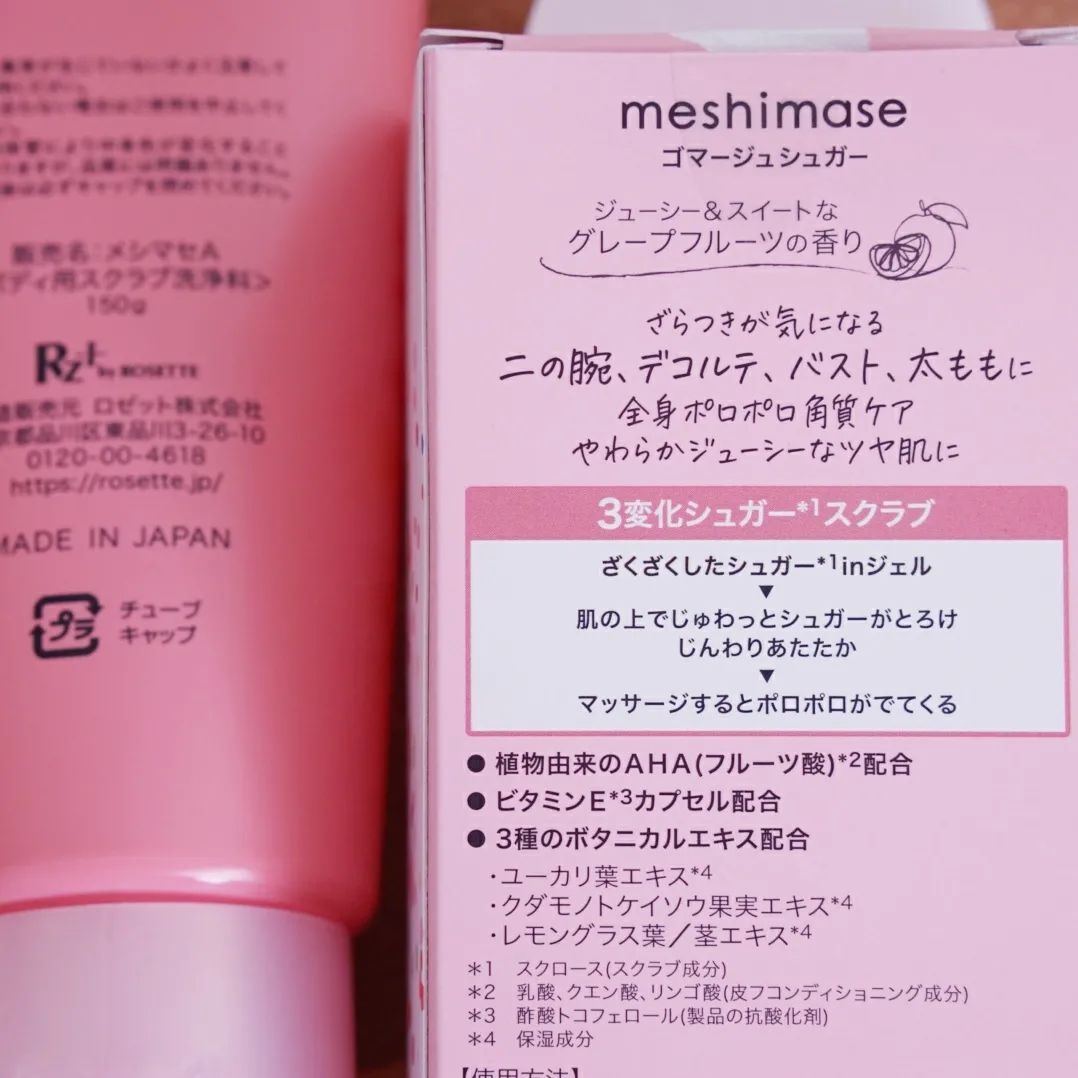 販売名：メシマセA
ディ用スクラブ洗浄料>
150g
Rz+ by ROSETTE
販売元 ロゼット株式会社
京都品川区東品川3-26-10
0120-00-4618
https://rosette.jp/
MADE IN JAPAN
プラ
チューブ
キャップ
meshimase
ゴマージュシュガー
ジューシー＆スイートな
グレープフルーツの香り
ざらつきが気になる
二の腕、デコルテ、バスト、太ももに
全身ポロポロ角質ケア
やわらかジューシーなツヤ肌に
3変化シュガー*1スクラブ
ざくざくしたシュガー*1inジェル
▼
肌の上でじゅわっとシュガーがとろけ
じんわりあたたか
▼
マッサージするとポロポロがでてくる
● 植物由来のAHA(フルーツ酸)*2配合
● ビタミンE*3カプセル配合
● 3種のボタニカルエキス配合
・ユーカリ葉エキス*4
・クダモノトケイソウ果実エキス*4
・レモングラス葉／茎エキス*4
＊1 スクロース(スクラブ成分)
＊2 乳酸、クエン酸、リンゴ酸(皮フコンディショニング成分)
＊3 酢酸トコフェロール(製品の抗酸化剤)
＊4 保湿成分
【使用方法】